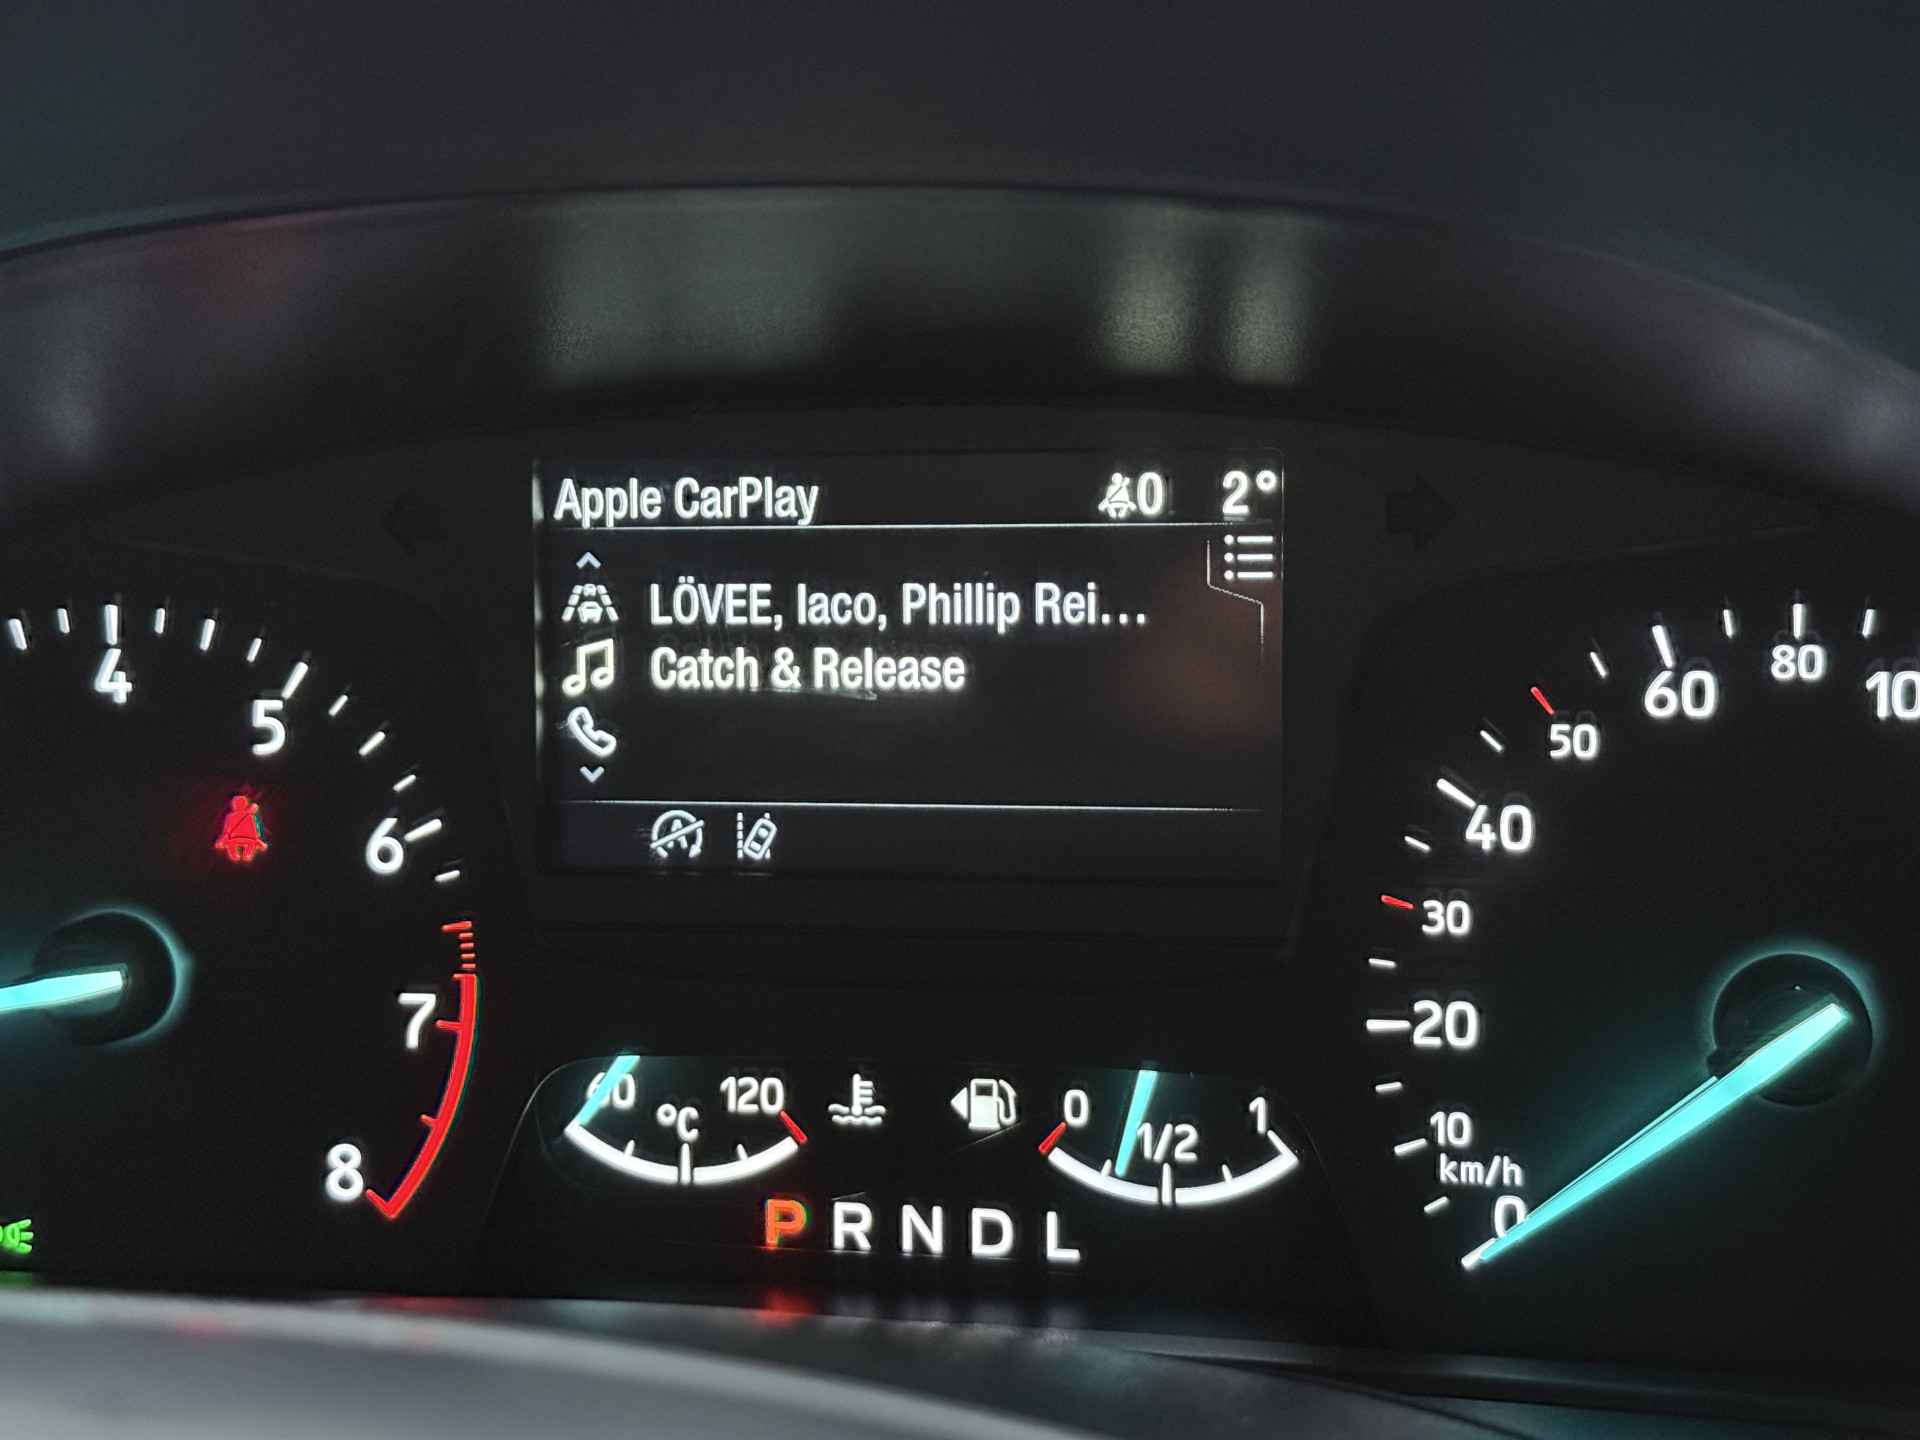 Apple CarPlay 0 2°
LÖVEE, Iaco, Phillip Rei...
Catch & Release
4
5
6
7
8
60 °C 120
0 1/2 1
P R N D L
0
10
km/h
20
30
40
50
60
80